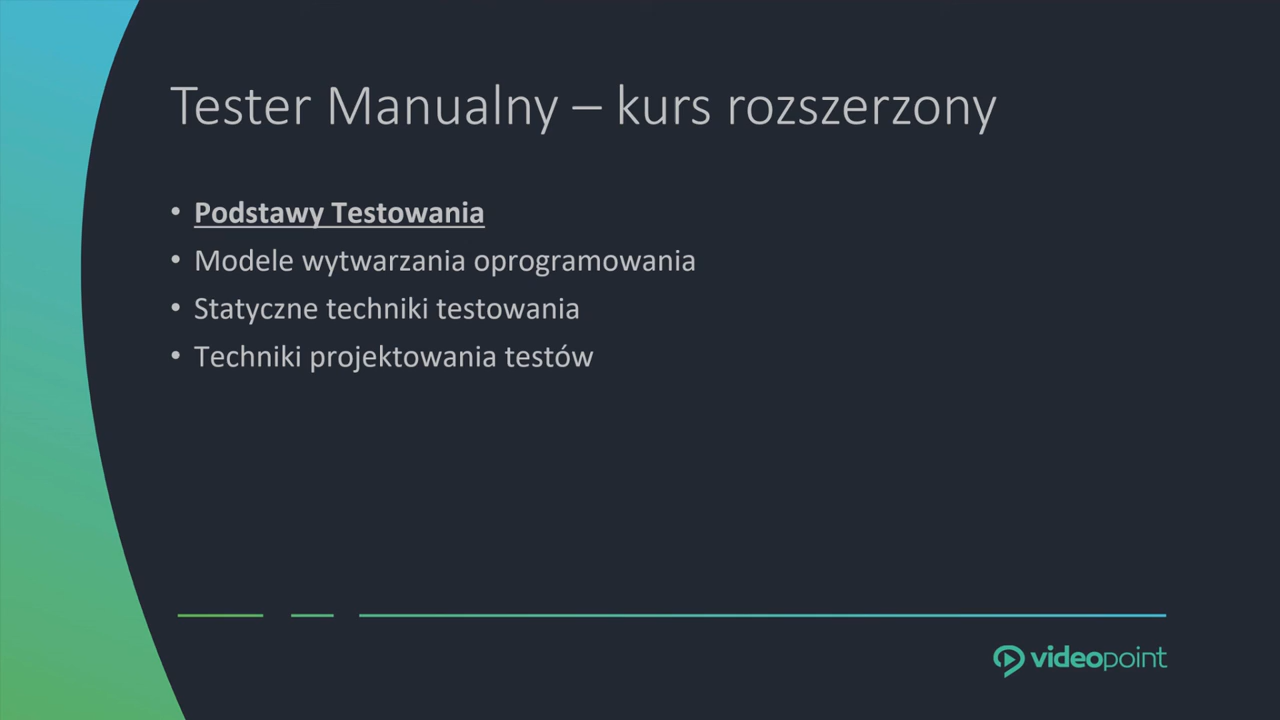 Tester Manualny – kurs rozszerzony
• Podstawy Testowania
• Modele wytwarzania oprogramowania
• Statyczne techniki testowania
• Techniki projektowania testów
videopoint